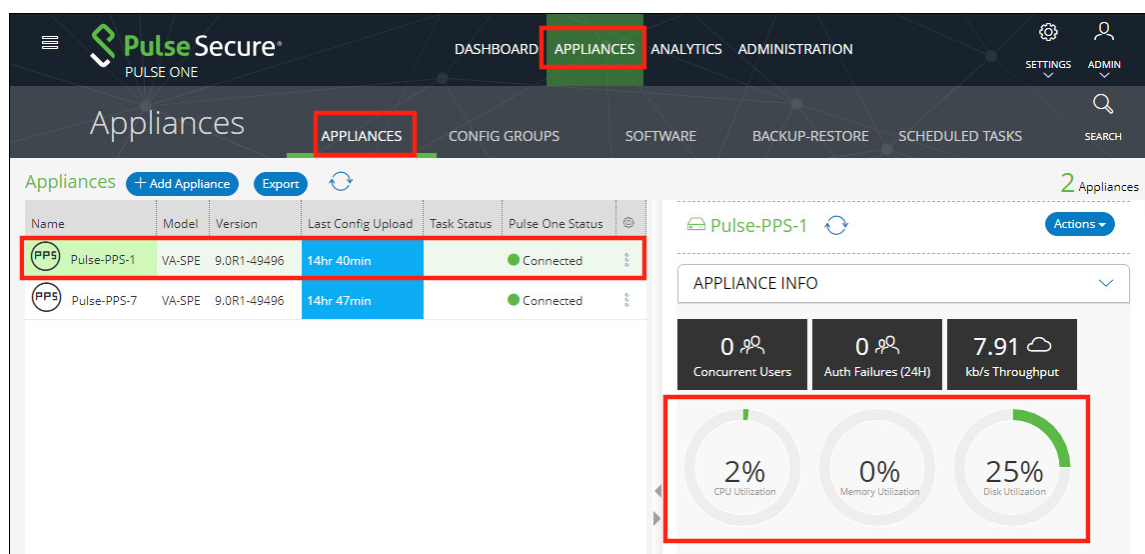 Pulse Secure®
PULSE ONE
DASHBOARD APPLIANCES ANALYTICS ADMINISTRATION
SETTINGS ADMIN
Appliances
APPLIANCES CONFIG GROUPS SOFTWARE BACKUP-RESTORE SCHEDULED TASKS
SEARCH
Appliances + Add Appliance Export
2 Appliances
Name Model Version Last Config Upload Task Status Pulse One Status
PPS Pulse-PPS-1 VA-SPE 9.0R1-49496 14hr 40min Connected
PPS Pulse-PPS-7 VA-SPE 9.0R1-49496 14hr 47min Connected
Pulse-PPS-1 Actions
APPLIANCE INFO
0 0 7.91
Concurrent Users Auth Failures (24H) kb/s Throughput
2% 0% 25%
CPU Utilization Memory Utilization Disk Utilization